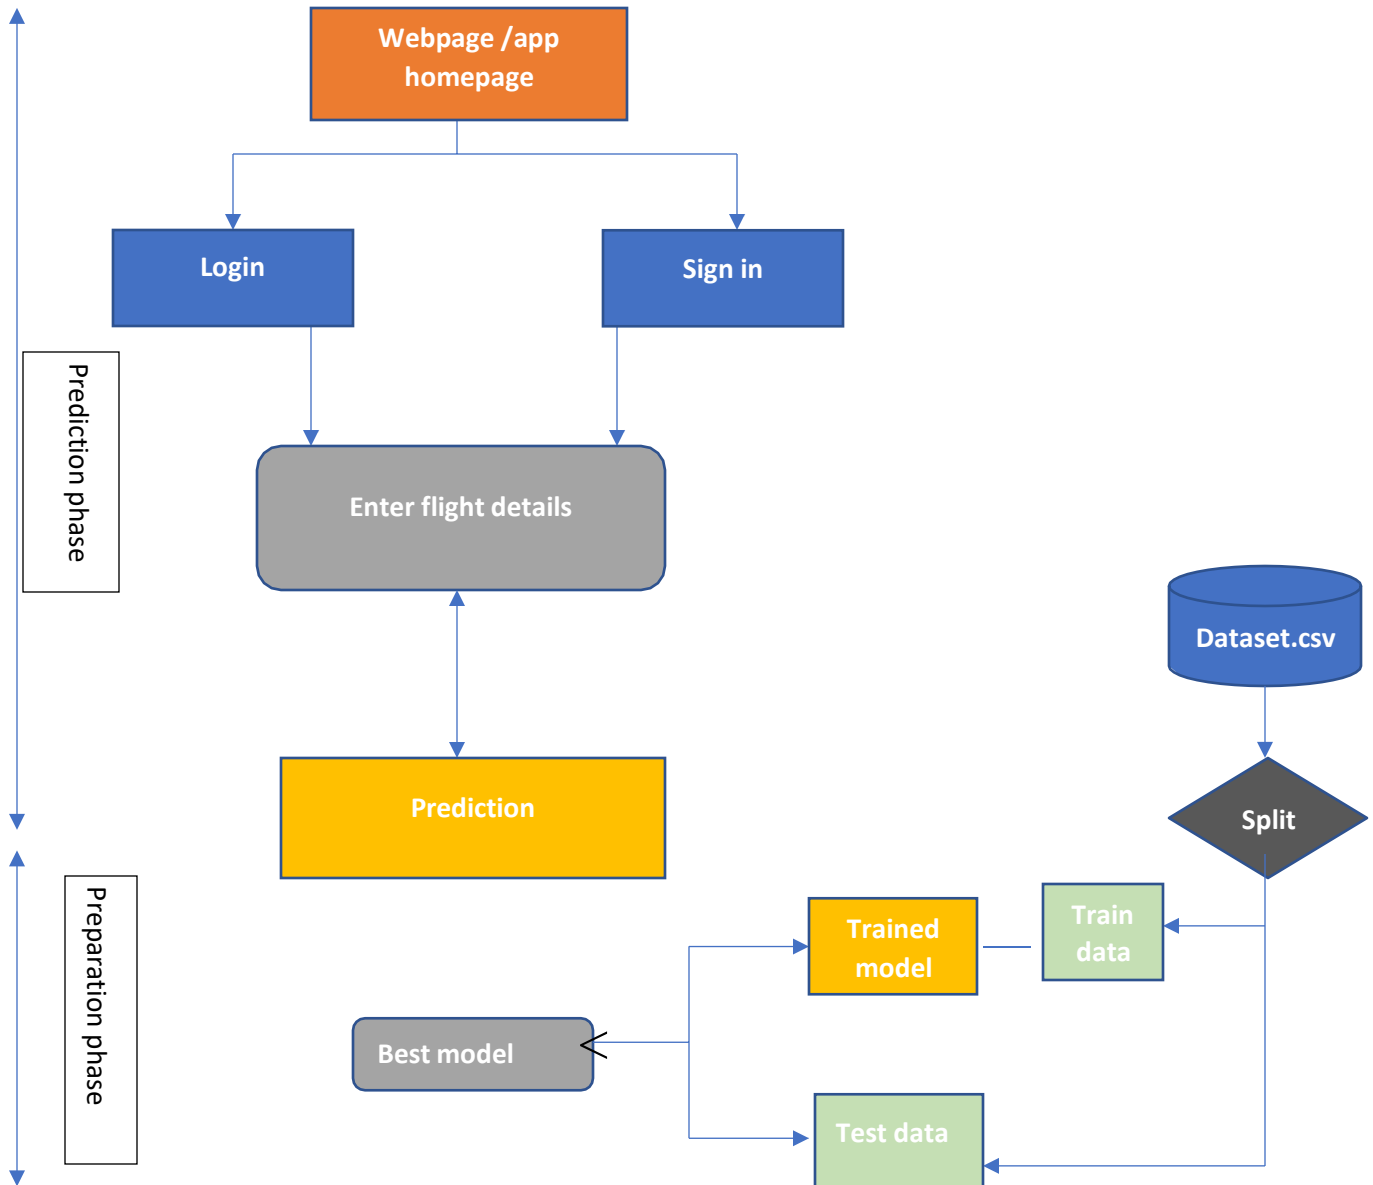 Webpage /app
homepage
Login
Sign in
Prediction phase
Enter flight details
Dataset.csv
Prediction
Split
Preparation phase
Trained
model
Train
data
Best model
Test data